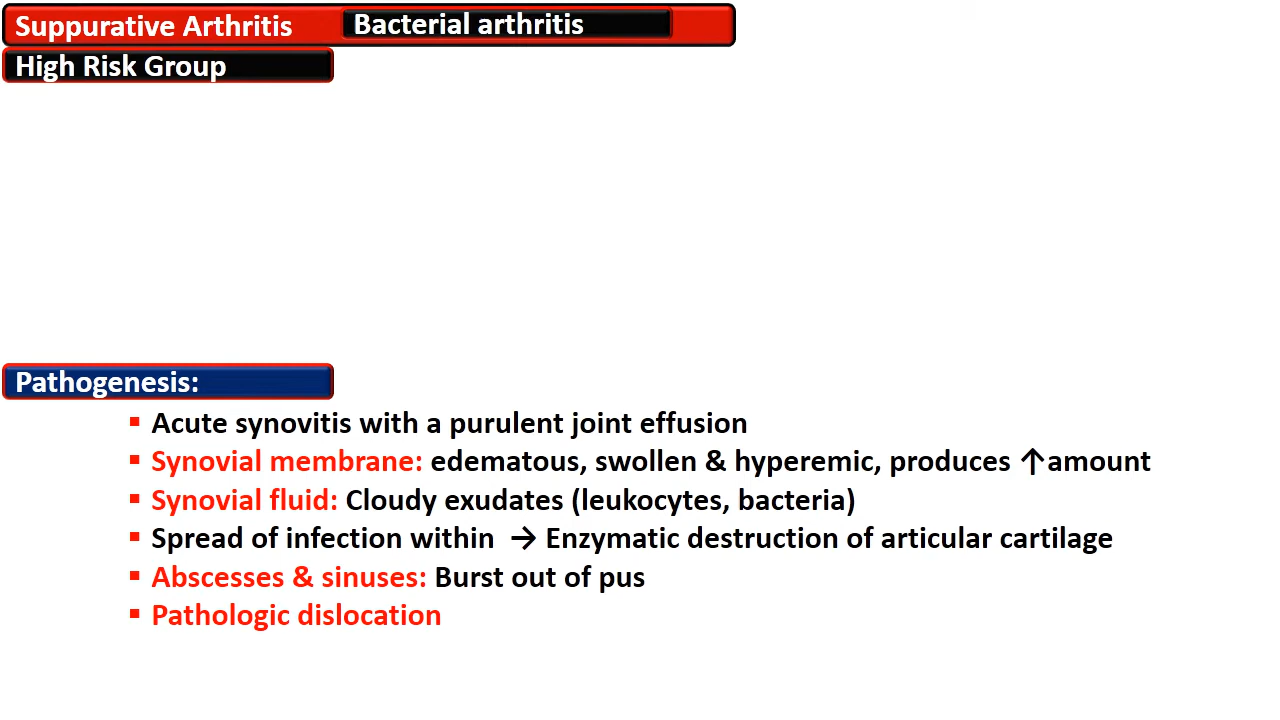 Suppurative Arthritis Bacterial arthritis
High Risk Group
Pathogenesis:
▪ Acute synovitis with a purulent joint effusion
▪ Synovial membrane: edematous, swollen & hyperemic, produces ↑amount
▪ Synovial fluid: Cloudy exudates (leukocytes, bacteria)
▪ Spread of infection within → Enzymatic destruction of articular cartilage
▪ Abscesses & sinuses: Burst out of pus
▪ Pathologic dislocation